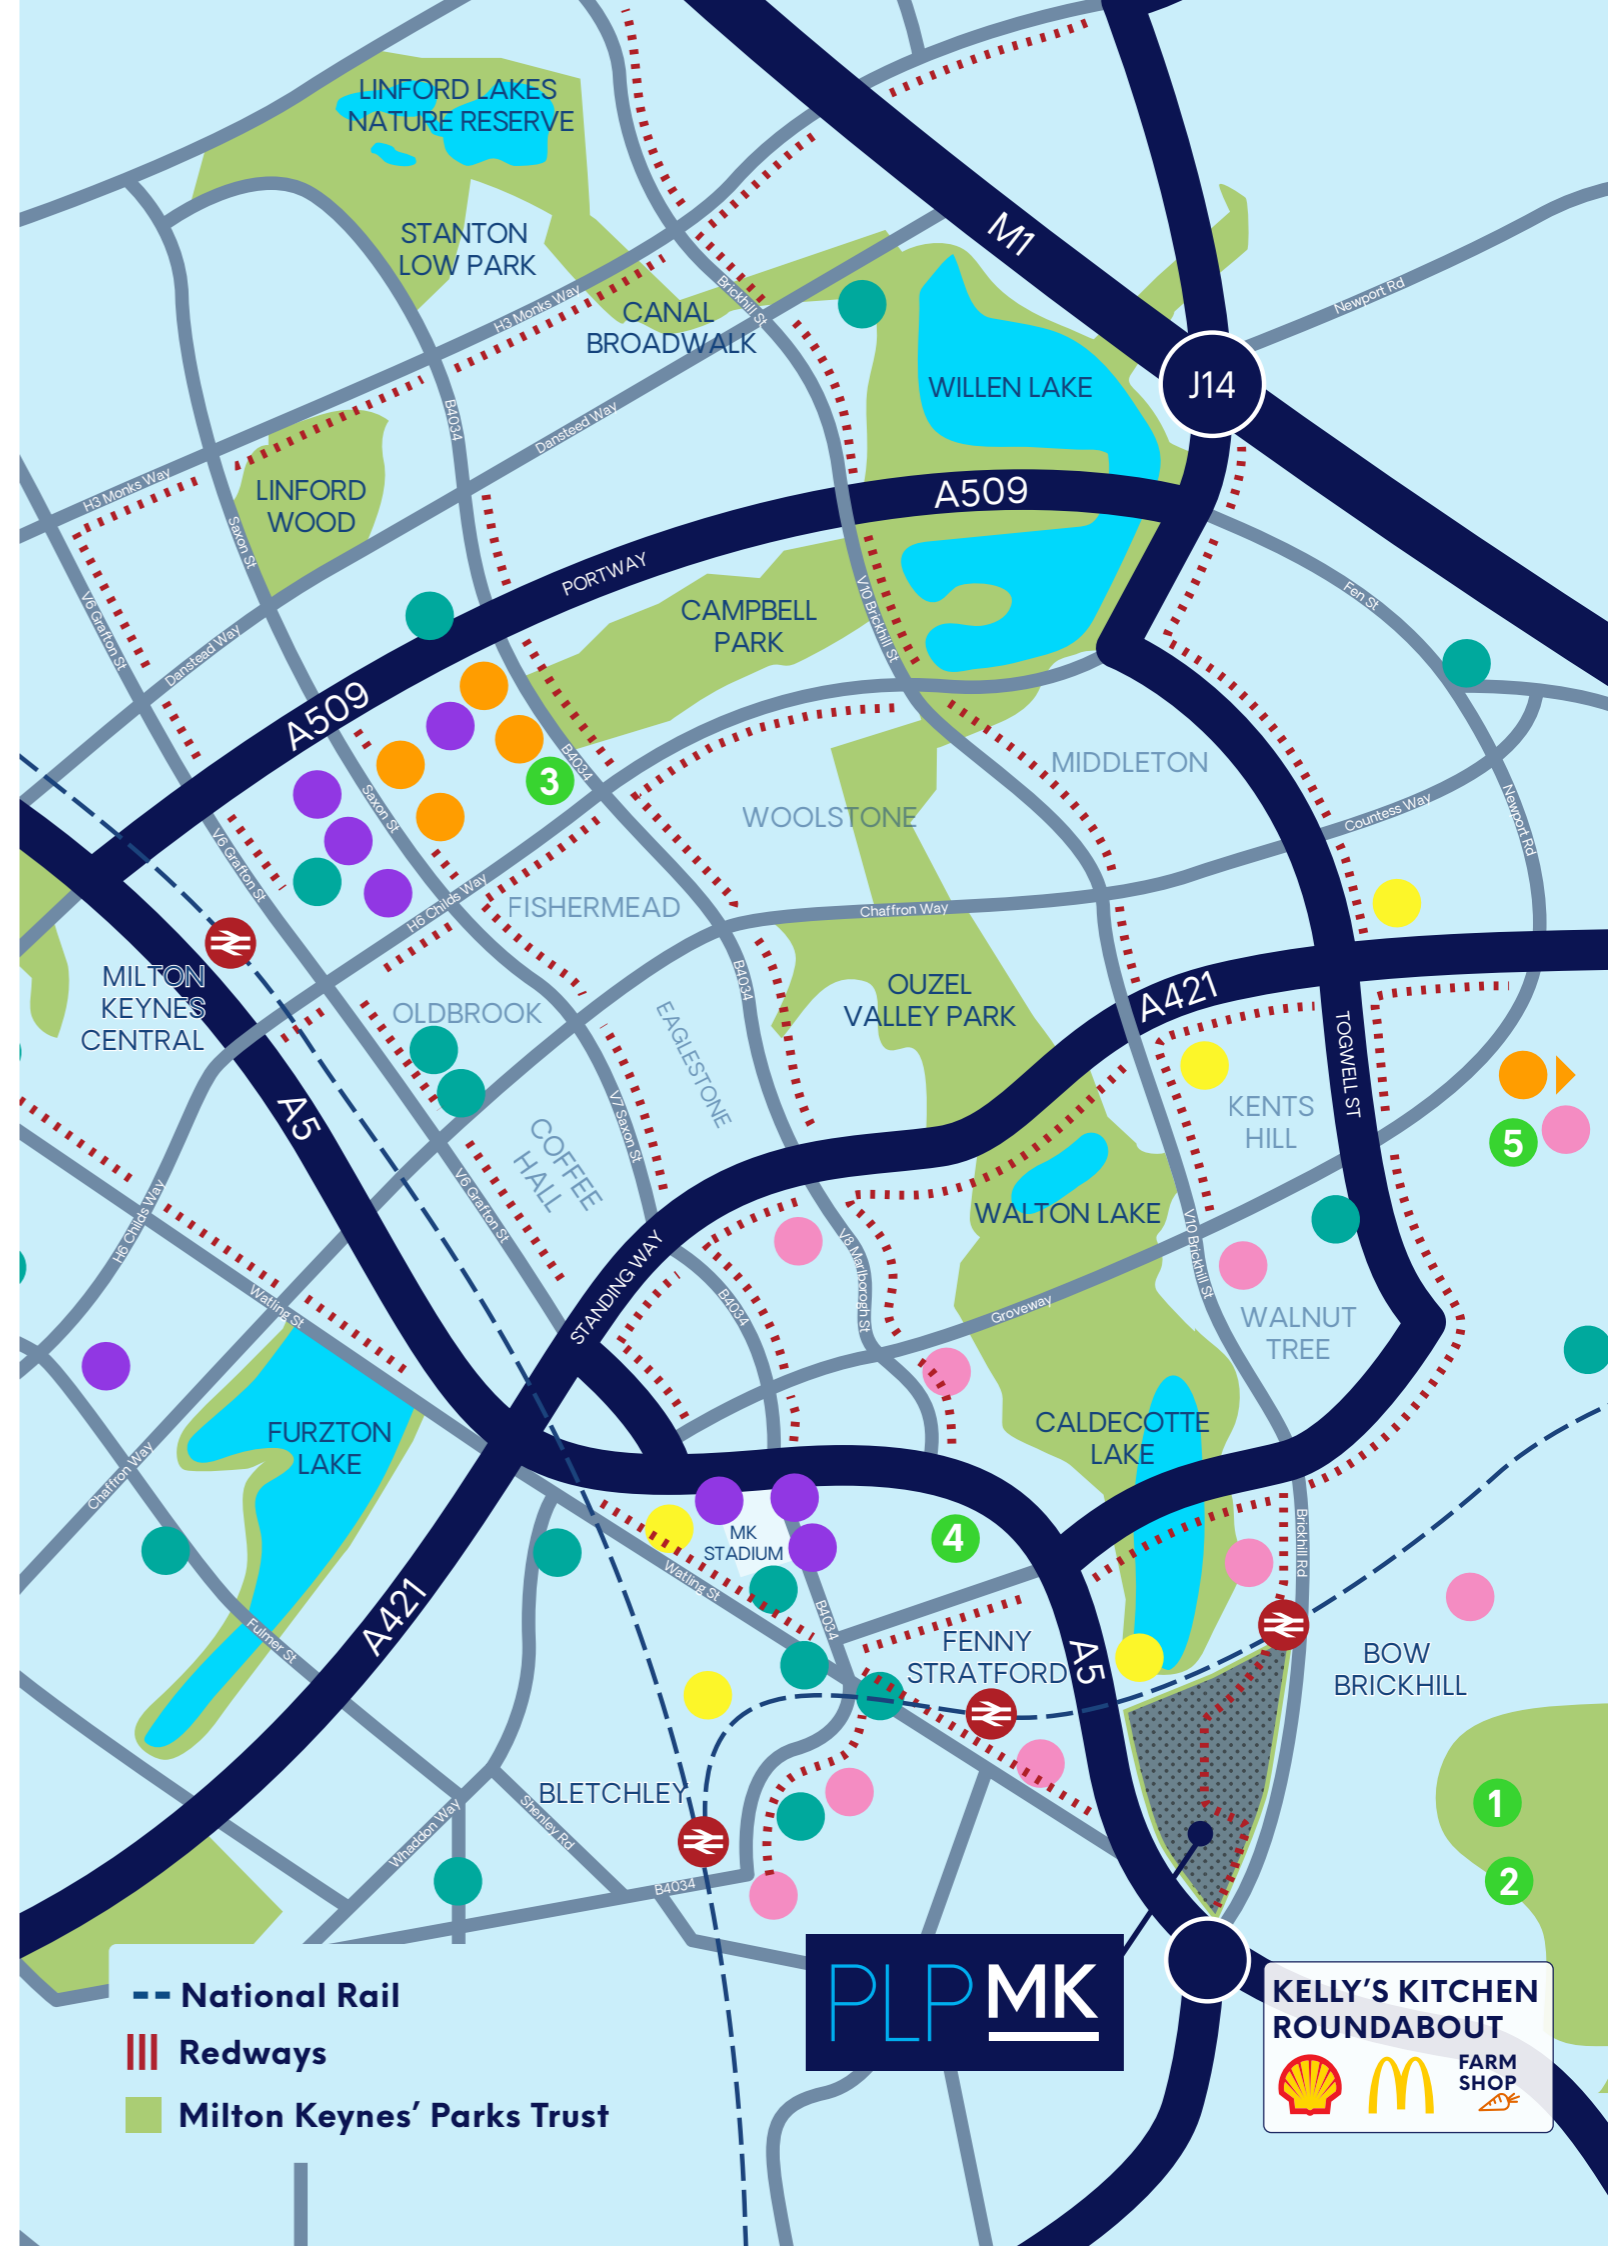 LINFORD LAKES
NATURE RESERVE
STANTON
LOW PARK
M1
Newport Rd
H3 Monks Way
Brickhill St
CANAL
BROADWALK
WILLEN LAKE
J14
B4034
Dansteed Way
H3 Monks Way
LINFORD
WOOD
Saxon St
A509
PORTWAY
V6 Grafton St
Danstead Way
CAMPBELL
PARK
V10 Brickhill St
Fen St
A509
B4034
3
Saxon St
V6 Grafton St
MIDDLETON
WOOLSTONE
Countess Way
Newport Rd
H6 Childs Way
FISHERMEAD
Chaffron Way
MILTON
KEYNES
CENTRAL
OLDBROOK
B4034
EAGLESTONE
OUZEL
VALLEY PARK
A421
TOGWELL ST
A5
COFFEE
HALL
V7 Saxon St
V6 Grafton St
KENTS
HILL
5
H6 Childs Way
Watling St
STANDING WAY
WALTON LAKE
V10 Brickhill St
V8 Marlborogh St
B4034
Groveway
WALNUT
TREE
FURZTON
LAKE
Chaffron Way
CALDECOTTE
LAKE
MK
STADIUM
4
Brickhill Rd
Watling St
B4034
A421
Fulmer St
FENNY
STRATFORD
A5
BOW
BRICKHILL
BLETCHLEY
Whaddon Way
Shenley Rd
B4034
1
2
PLP MK
KELLY'S KITCHEN
ROUNDABOUT
FARM
SHOP
National Rail
Redways
Milton Keynes' Parks Trust